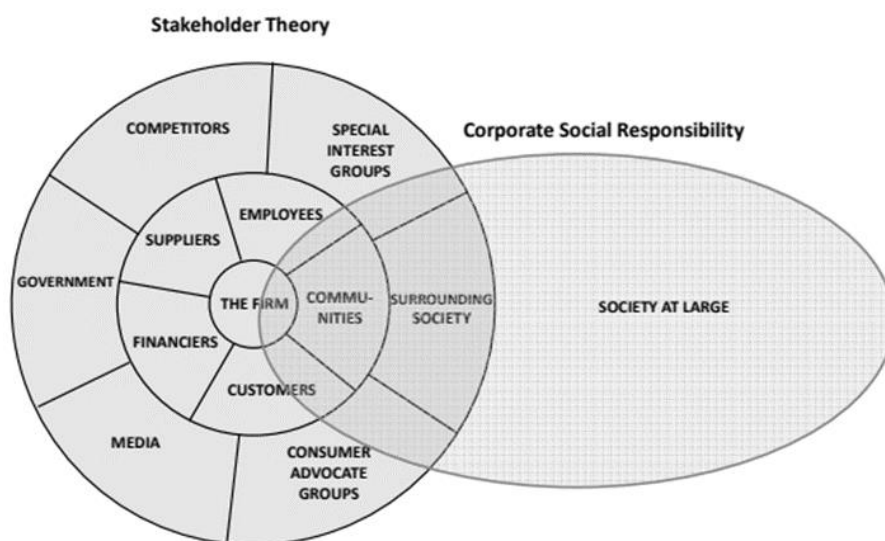 Stakeholder Theory
Corporate Social Responsibility
COMPETITORS
SPECIAL
INTEREST
GROUPS
EMPLOYEES
SUPPLIERS
GOVERNMENT
THE FIRM
COMMU-
NITIES
SURROUNDING
SOCIETY
SOCIETY AT LARGE
FINANCIERS
CUSTOMERS
MEDIA
CONSUMER
ADVOCATE
GROUPS